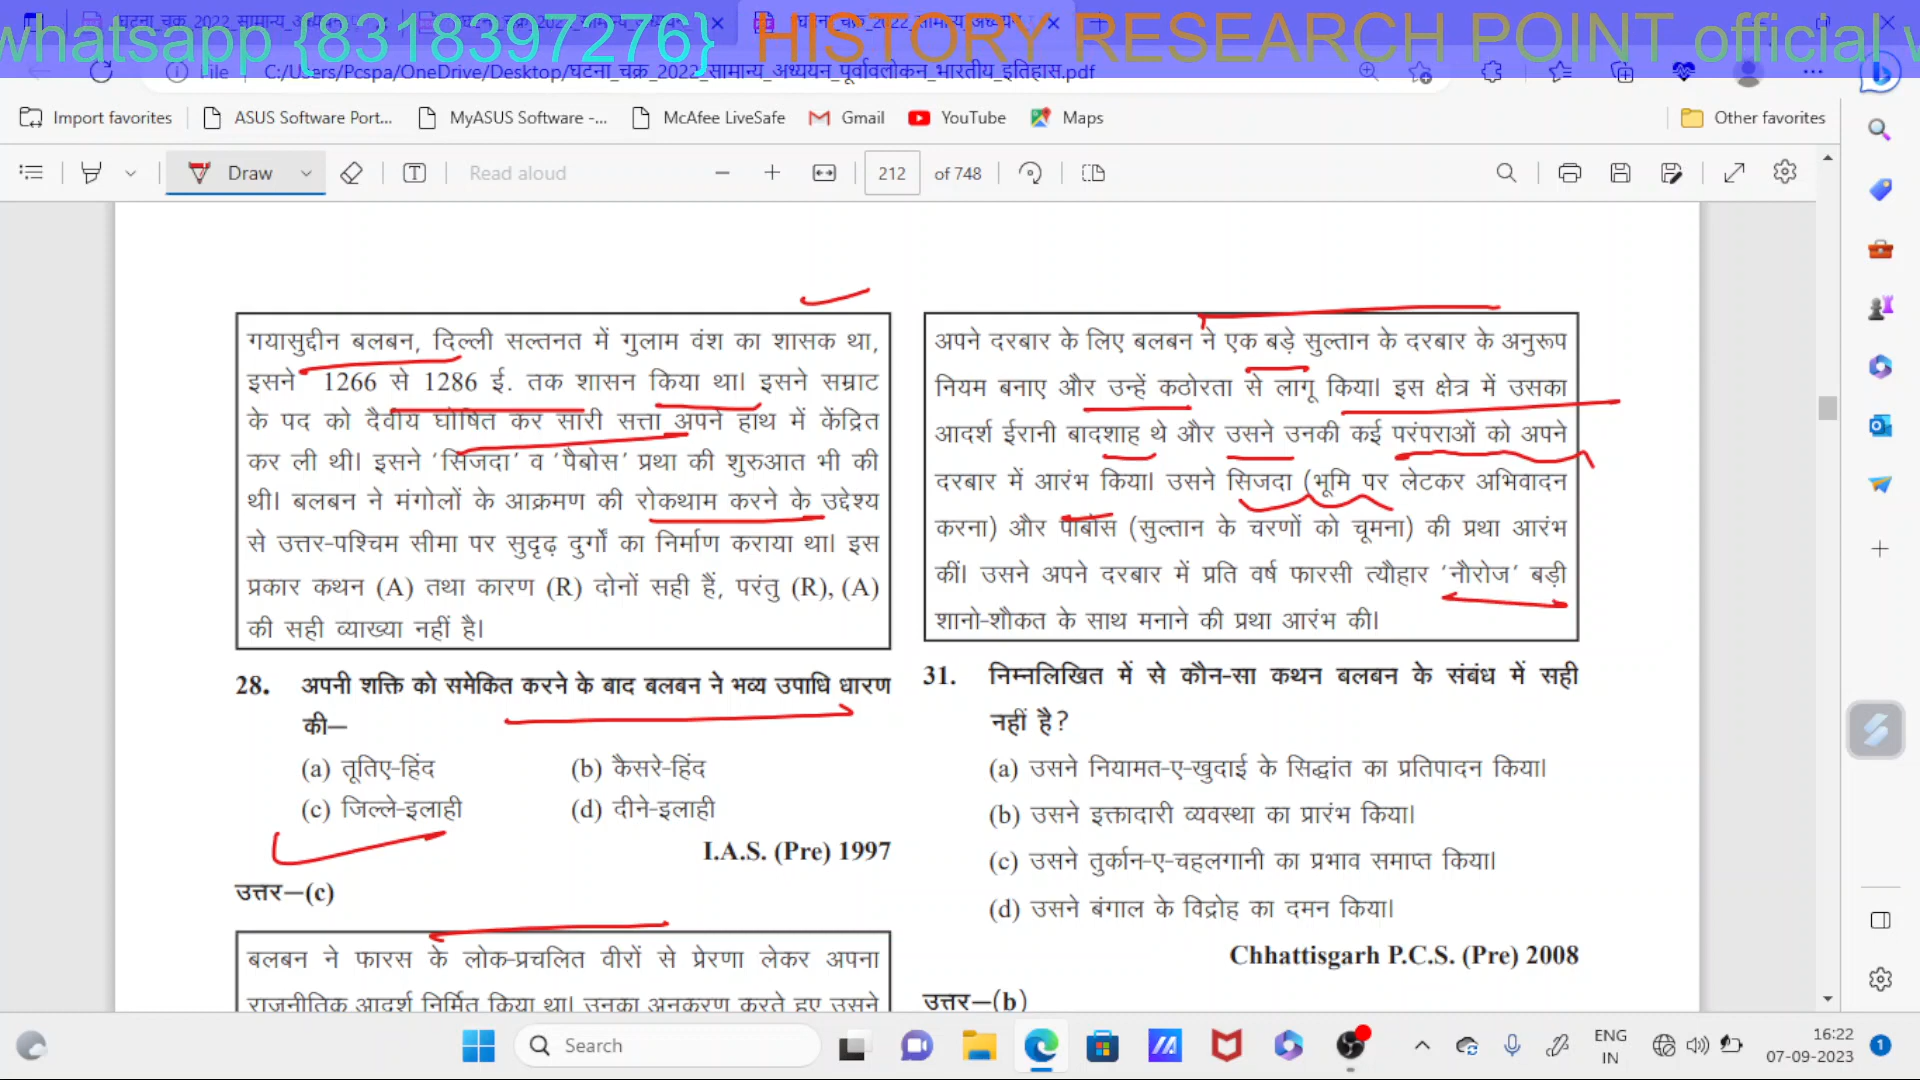 whatsapp {8318397276} HISTORY RESEARCH POINT official
File C:/Users/Pcspa/OneDrive/Desktop/घटना_चक्र_2022_सामान्य_अध्ययन_पूर्वावलोकन_भारतीय_इतिहास.pdf
Import favorites ASUS Software Port... MyASUS Software -... McAfee LiveSafe Gmail YouTube Maps Other favorites
Draw Read aloud 212 of 748
गयासुद्दीन बलबन, दिल्ली सल्तनत में गुलाम वंश का शासक था,
इसने 1266 से 1286 ई. तक शासन किया था। इसने सम्राट
के पद को दैवीय घोषित कर सारी सत्ता अपने हाथ में केंद्रित
कर ली थी। इसने 'सिजदा' व 'पैबोस' प्रथा की शुरुआत भी की
थी। बलबन ने मंगोलों के आक्रमण की रोकथाम करने के उद्देश्य
से उत्तर-पश्चिम सीमा पर सुदृढ़ दुर्गों का निर्माण कराया था। इस
प्रकार कथन (A) तथा कारण (R) दोनों सही हैं, परंतु (R), (A)
की सही व्याख्या नहीं है।
28. अपनी शक्ति को समेकित करने के बाद बलबन ने भव्य उपाधि धारण
की–
(a) तूतिए-हिंद (b) कैसरे-हिंद
(c) जिल्ले-इलाही (d) दीने-इलाही
I.A.S. (Pre) 1997
उत्तर–(c)
बलबन ने फारस के लोक-प्रचलित वीरों से प्रेरणा लेकर अपना
राजनीतिक आदर्श निर्मित किया था। उनका अनुकरण करते हुए उसने
अपने दरबार के लिए बलबन ने एक बड़े सुल्तान के दरबार के अनुरूप
नियम बनाए और उन्हें कठोरता से लागू किया। इस क्षेत्र में उसका
आदर्श ईरानी बादशाह थे और उसने उनकी कई परंपराओं को अपने
दरबार में आरंभ किया। उसने सिजदा (भूमि पर लेटकर अभिवादन
करना) और पाबोस (सुल्तान के चरणों को चूमना) की प्रथा आरंभ
कीं। उसने अपने दरबार में प्रति वर्ष फारसी त्यौहार 'नौरोज' बड़ी
शानो-शौकत के साथ मनाने की प्रथा आरंभ की।
31. निम्नलिखित में से कौन-सा कथन बलबन के संबंध में सही
नहीं है?
(a) उसने नियामत-ए-खुदाई के सिद्धांत का प्रतिपादन किया।
(b) उसने इक्तादारी व्यवस्था का प्रारंभ किया।
(c) उसने तुर्कान-ए-चहलगानी का प्रभाव समाप्त किया।
(d) उसने बंगाल के विद्रोह का दमन किया।
Chhattisgarh P.C.S. (Pre) 2008
उत्तर–(b)
Search ENG IN 16:22 07-09-2023 1